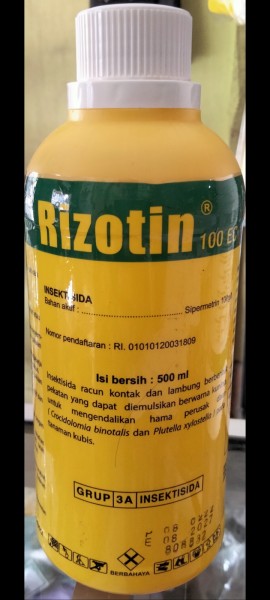 Rizotin®
100 EC
INSEKTISIDA
Bahan aktif : ........................ Sipermetrin 100
Nomor pendaftaran : RI. 01010120031809
Isi bersih : 500 ml
Insektisida racun kontak dan lambung berbentuk
pekatan yang dapat diemulsikan berwarna kuning
untuk mengendalikan hama perusak
( Crocidolomia binotalis dan Plutella xylostella )
tanaman kubis.
GRUP 3A INSEKTISIDA
BERBAHAYA